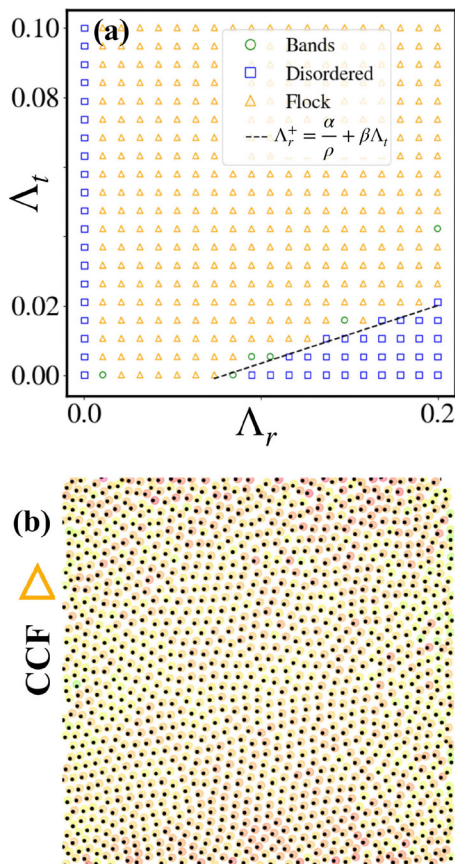 (a)
0.10
0.08
0.02
0.00
Λt
Bands
Disordered
Flock
Λr⁺ = α/ρ + βΛt
0.0
0.2
Λr
(b)
CCF